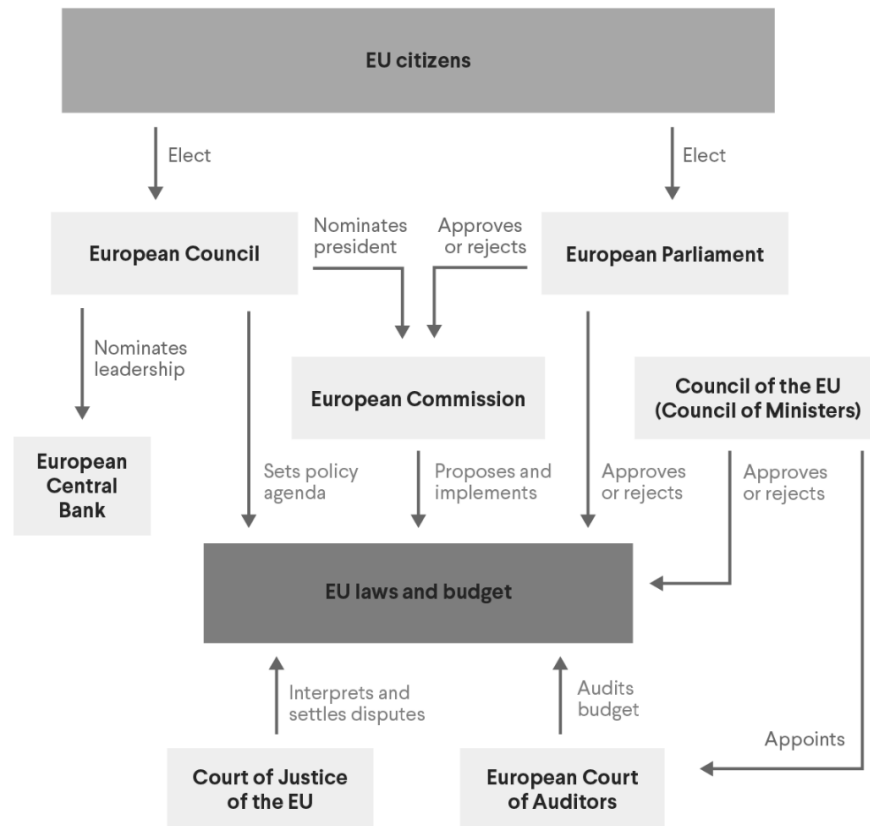 EU citizens
Elect
Elect
European Council
Nominates
president
Approves
or rejects
European Parliament
Nominates
leadership
European Commission
Council of the EU
(Council of Ministers)
European
Central
Bank
Sets policy
agenda
Proposes and
implements
Approves
or rejects
Approves
or rejects
EU laws and budget
Interprets and
settles disputes
Audits
budget
Appoints
Court of Justice
of the EU
European Court
of Auditors